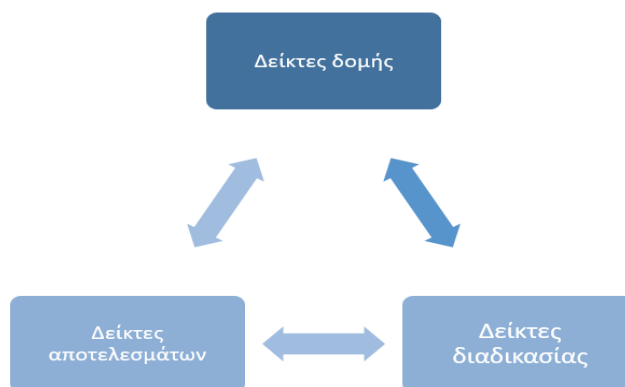 Δείκτες δομής
Δείκτες
αποτελεσμάτων
Δείκτες
διαδικασίας